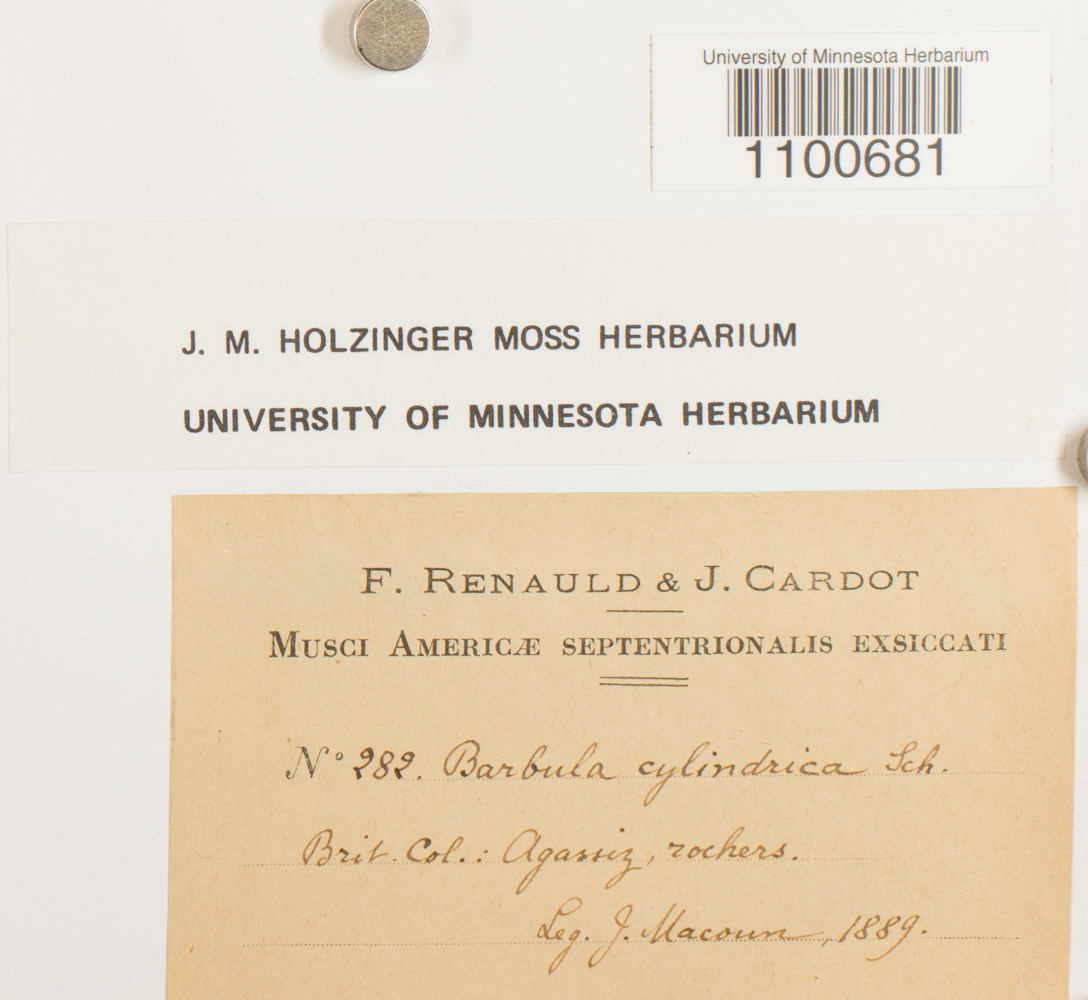 University of Minnesota Herbarium
1100681
J. M. HOLZINGER MOSS HERBARIUM
UNIVERSITY OF MINNESOTA HERBARIUM
F. RENAULD & J. CARDOT
MUSCI AMERICÆ SEPTENTRIONALIS EXSICCATI
N° 282. Barbula cylindrica Sch.
Brit. Col.: Agassiz, rochers.
Leg. J. Macoun, 1889.